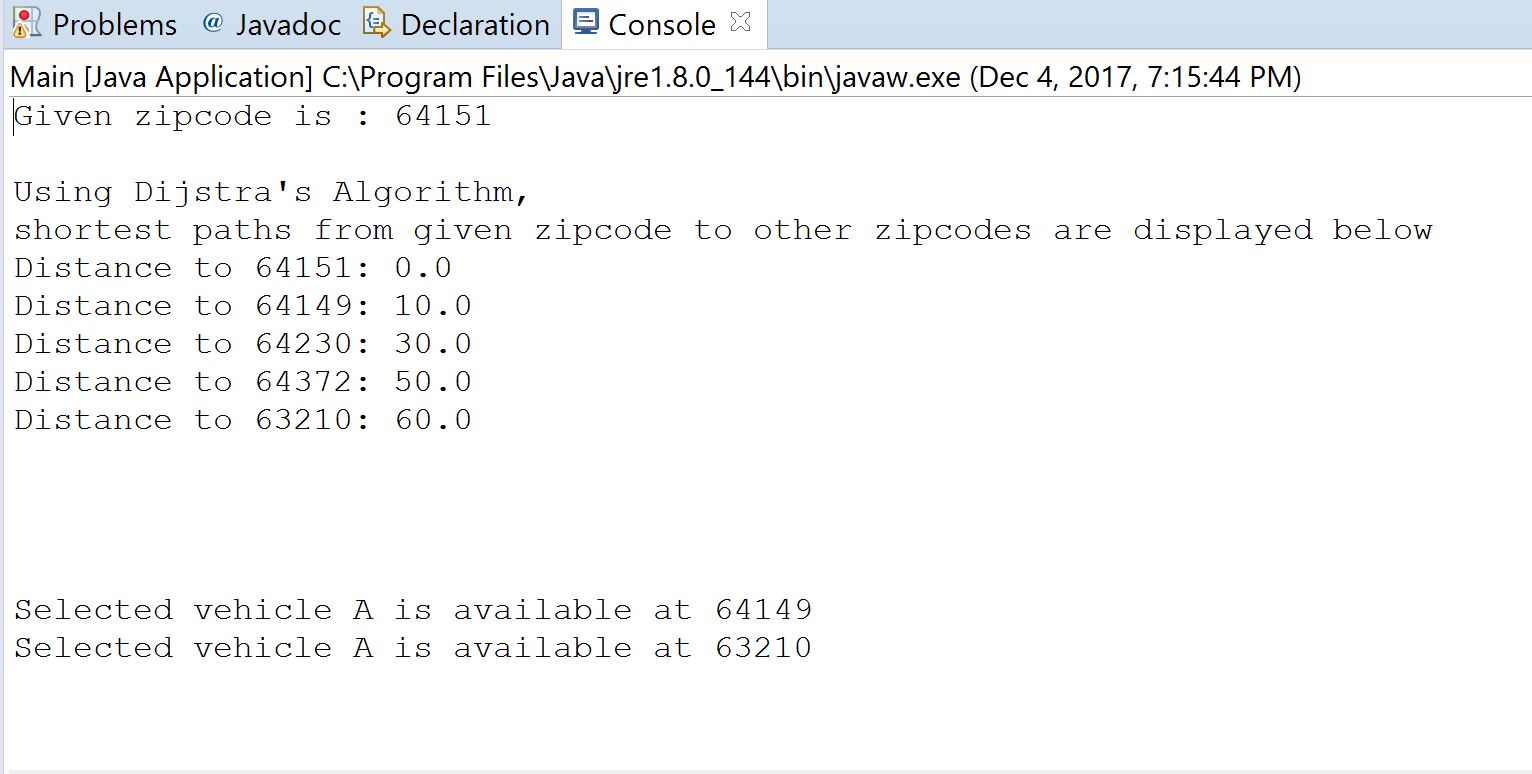 Problems @ Javadoc Declaration Console
Main [Java Application] C:\Program Files\Java\jre1.8.0_144\bin\javaw.exe (Dec 4, 2017, 7:15:44 PM)
Given zipcode is : 64151
Using Dijstra's Algorithm,
shortest paths from given zipcode to other zipcodes are displayed below
Distance to 64151: 0.0
Distance to 64149: 10.0
Distance to 64230: 30.0
Distance to 64372: 50.0
Distance to 63210: 60.0
Selected vehicle A is available at 64149
Selected vehicle A is available at 63210